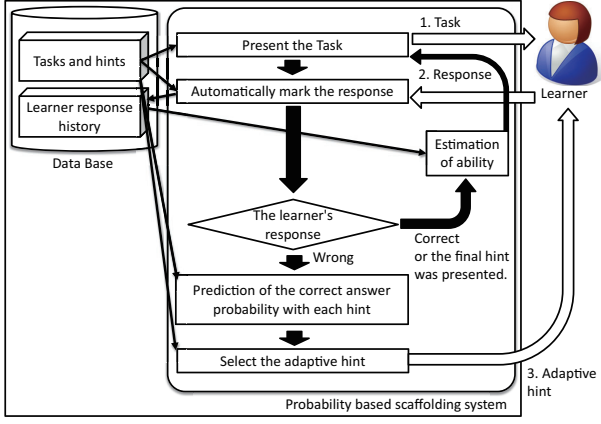 1. Task
Present the Task
Tasks and hints
2. Response
Automatically mark the response
Learner
Learner response
history
Estimation
of ability
Data Base
The learner's
response
Correct
or the final hint
was presented.
Wrong
Prediction of the correct answer
probability with each hint
Select the adaptive hint
3. Adaptive
hint
Probability based scaffolding system